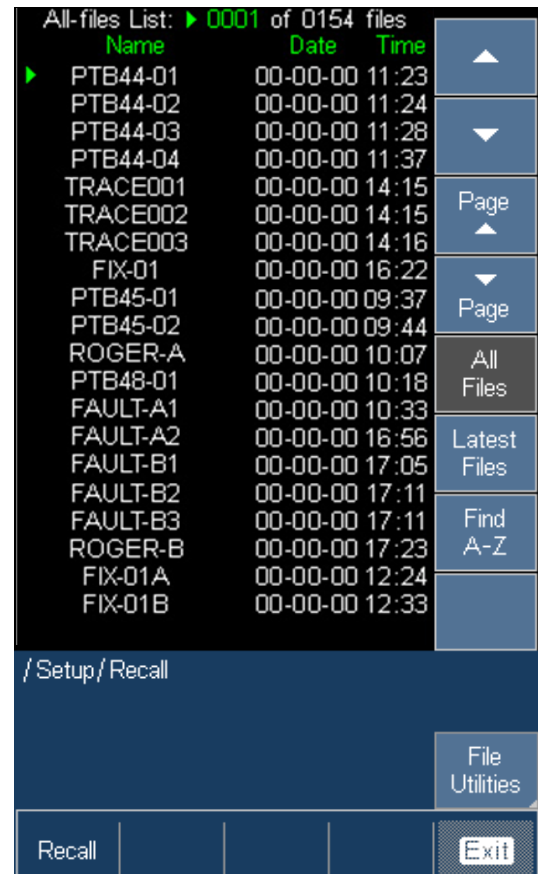 All-files List: 0001 of 0154 files
Name Date Time
PTB44-01 00-00-00 11:23
PTB44-02 00-00-00 11:24
PTB44-03 00-00-00 11:28
PTB44-04 00-00-00 11:37
TRACE001 00-00-00 14:15
TRACE002 00-00-00 14:15
TRACE003 00-00-00 14:16
FIX-01 00-00-00 16:22
PTB45-01 00-00-00 09:37
PTB45-02 00-00-00 09:44
ROGER-A 00-00-00 10:07
PTB48-01 00-00-00 10:18
FAULT-A1 00-00-00 10:33
FAULT-A2 00-00-00 16:56
FAULT-B1 00-00-00 17:05
FAULT-B2 00-00-00 17:11
FAULT-B3 00-00-00 17:11
ROGER-B 00-00-00 17:23
FIX-01A 00-00-00 12:24
FIX-01B 00-00-00 12:33
Page
Page
All
Files
Latest
Files
Find
A-Z
/Setup/Recall
File
Utilities
Recall
Exit